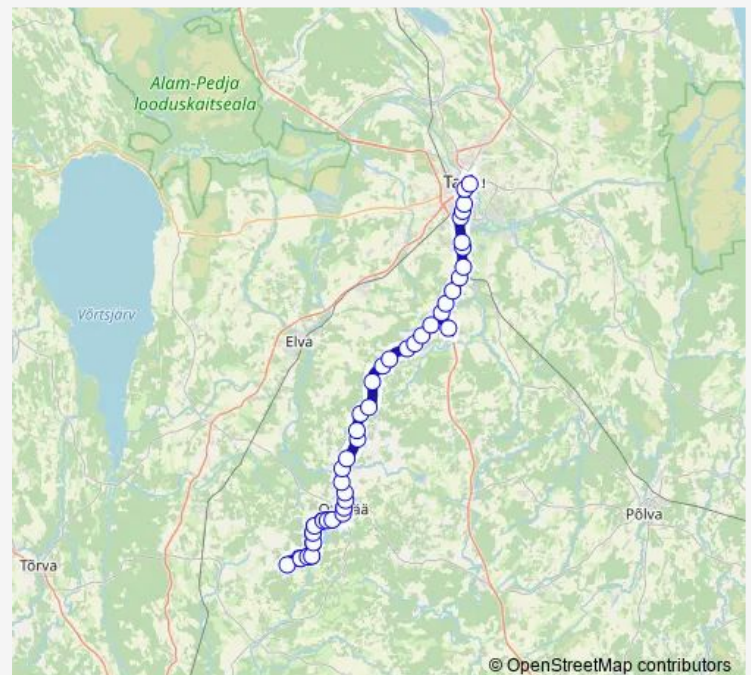 Alam-Pedja
looduskaitseala
Võrtsjärv
Elva
Põlva
Tõrva
© OpenStreetMap contributors